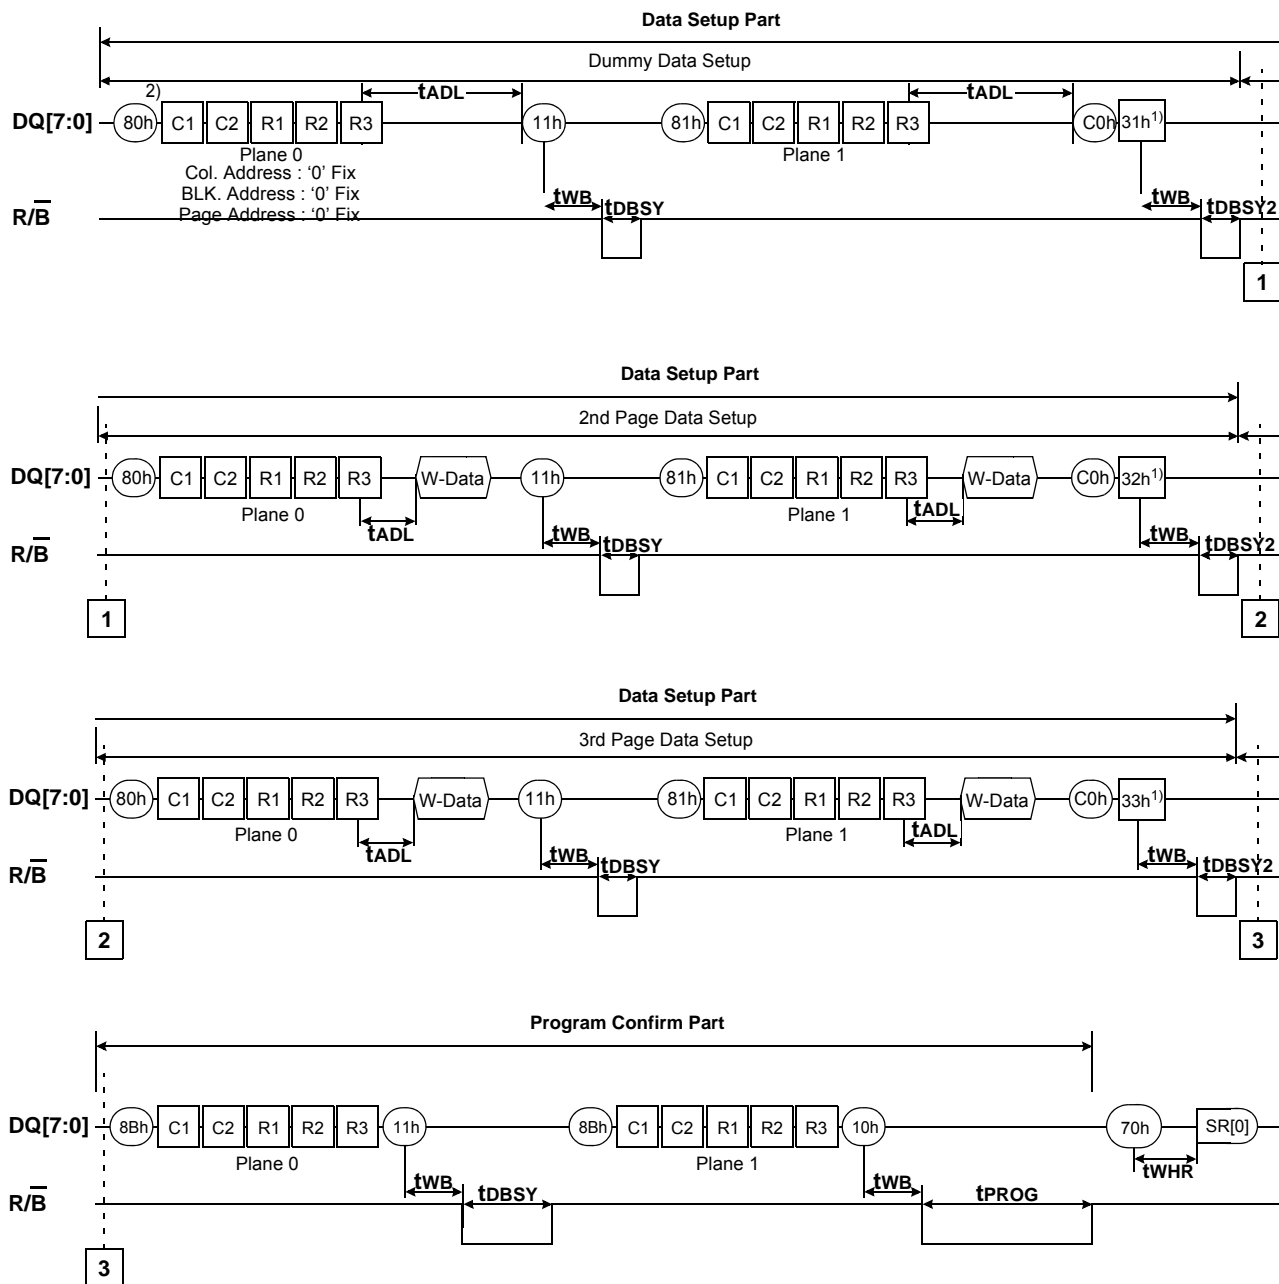 Data Setup Part
Dummy Data Setup
2)
tADL tADL
DQ[7:0] 80h C1 C2 R1 R2 R3 11h 81h C1 C2 R1 R2 R3 C0h 31h1)
Plane 0 Plane 1
Col. Address : '0' Fix
BLK. Address : '0' Fix
Page Address : '0' Fix
tWB tWB
R/B tDBSY tDBSY2
1
Data Setup Part
2nd Page Data Setup
DQ[7:0] 80h C1 C2 R1 R2 R3 W-Data 11h 81h C1 C2 R1 R2 R3 W-Data C0h 32h1)
Plane 0 Plane 1
tADL tWB tADL tWB
R/B tDBSY tDBSY2
1 2
Data Setup Part
3rd Page Data Setup
DQ[7:0] 80h C1 C2 R1 R2 R3 W-Data 11h 81h C1 C2 R1 R2 R3 W-Data C0h 33h1)
Plane 0 Plane 1
tADL tWB tADL tWB
R/B tDBSY tDBSY2
2 3
Program Confirm Part
DQ[7:0] 8Bh C1 C2 R1 R2 R3 11h 8Bh C1 C2 R1 R2 R3 10h 70h SR[0]
Plane 0 Plane 1
tWB tWB tWHR
R/B tDBSY tPROG
3